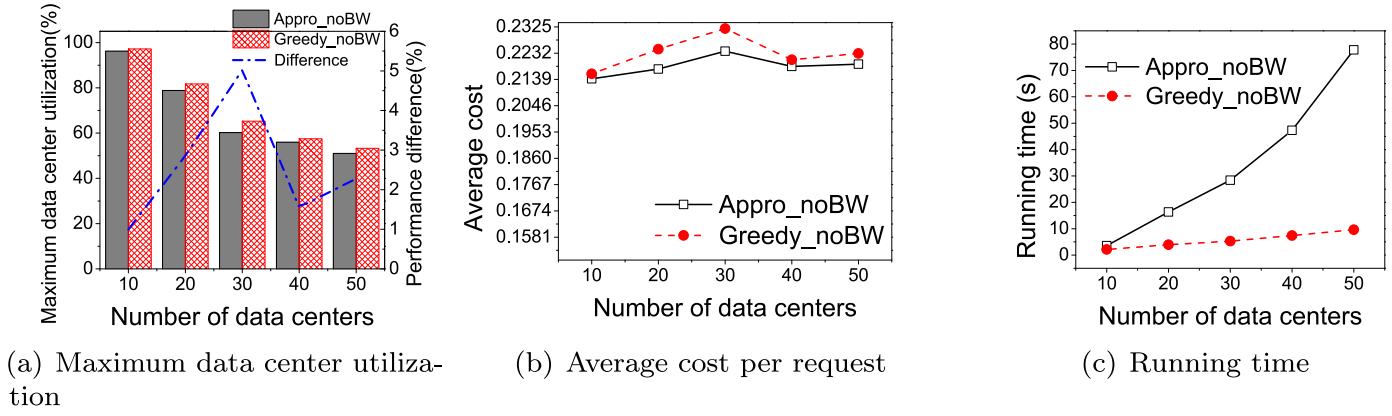 Maximum data center utilization(%)
100
80
60
40
20
0
Appro_noBW
Greedy_noBW
Difference
6
5
4
3
2
1
0
Performance difference(%)
10 20 30 40 50
Number of data centers
(a) Maximum data center utiliza-
tion
Average cost
0.2325
0.2232
0.2139
0.2046
0.1953
0.1860
0.1767
0.1674
0.1581
Appro_noBW
Greedy_noBW
10 20 30 40 50
Number of data centers
(b) Average cost per request
Running time (s)
80
70
60
50
40
30
20
10
0
Appro_noBW
Greedy_noBW
10 20 30 40 50
Number of data centers
(c) Running time